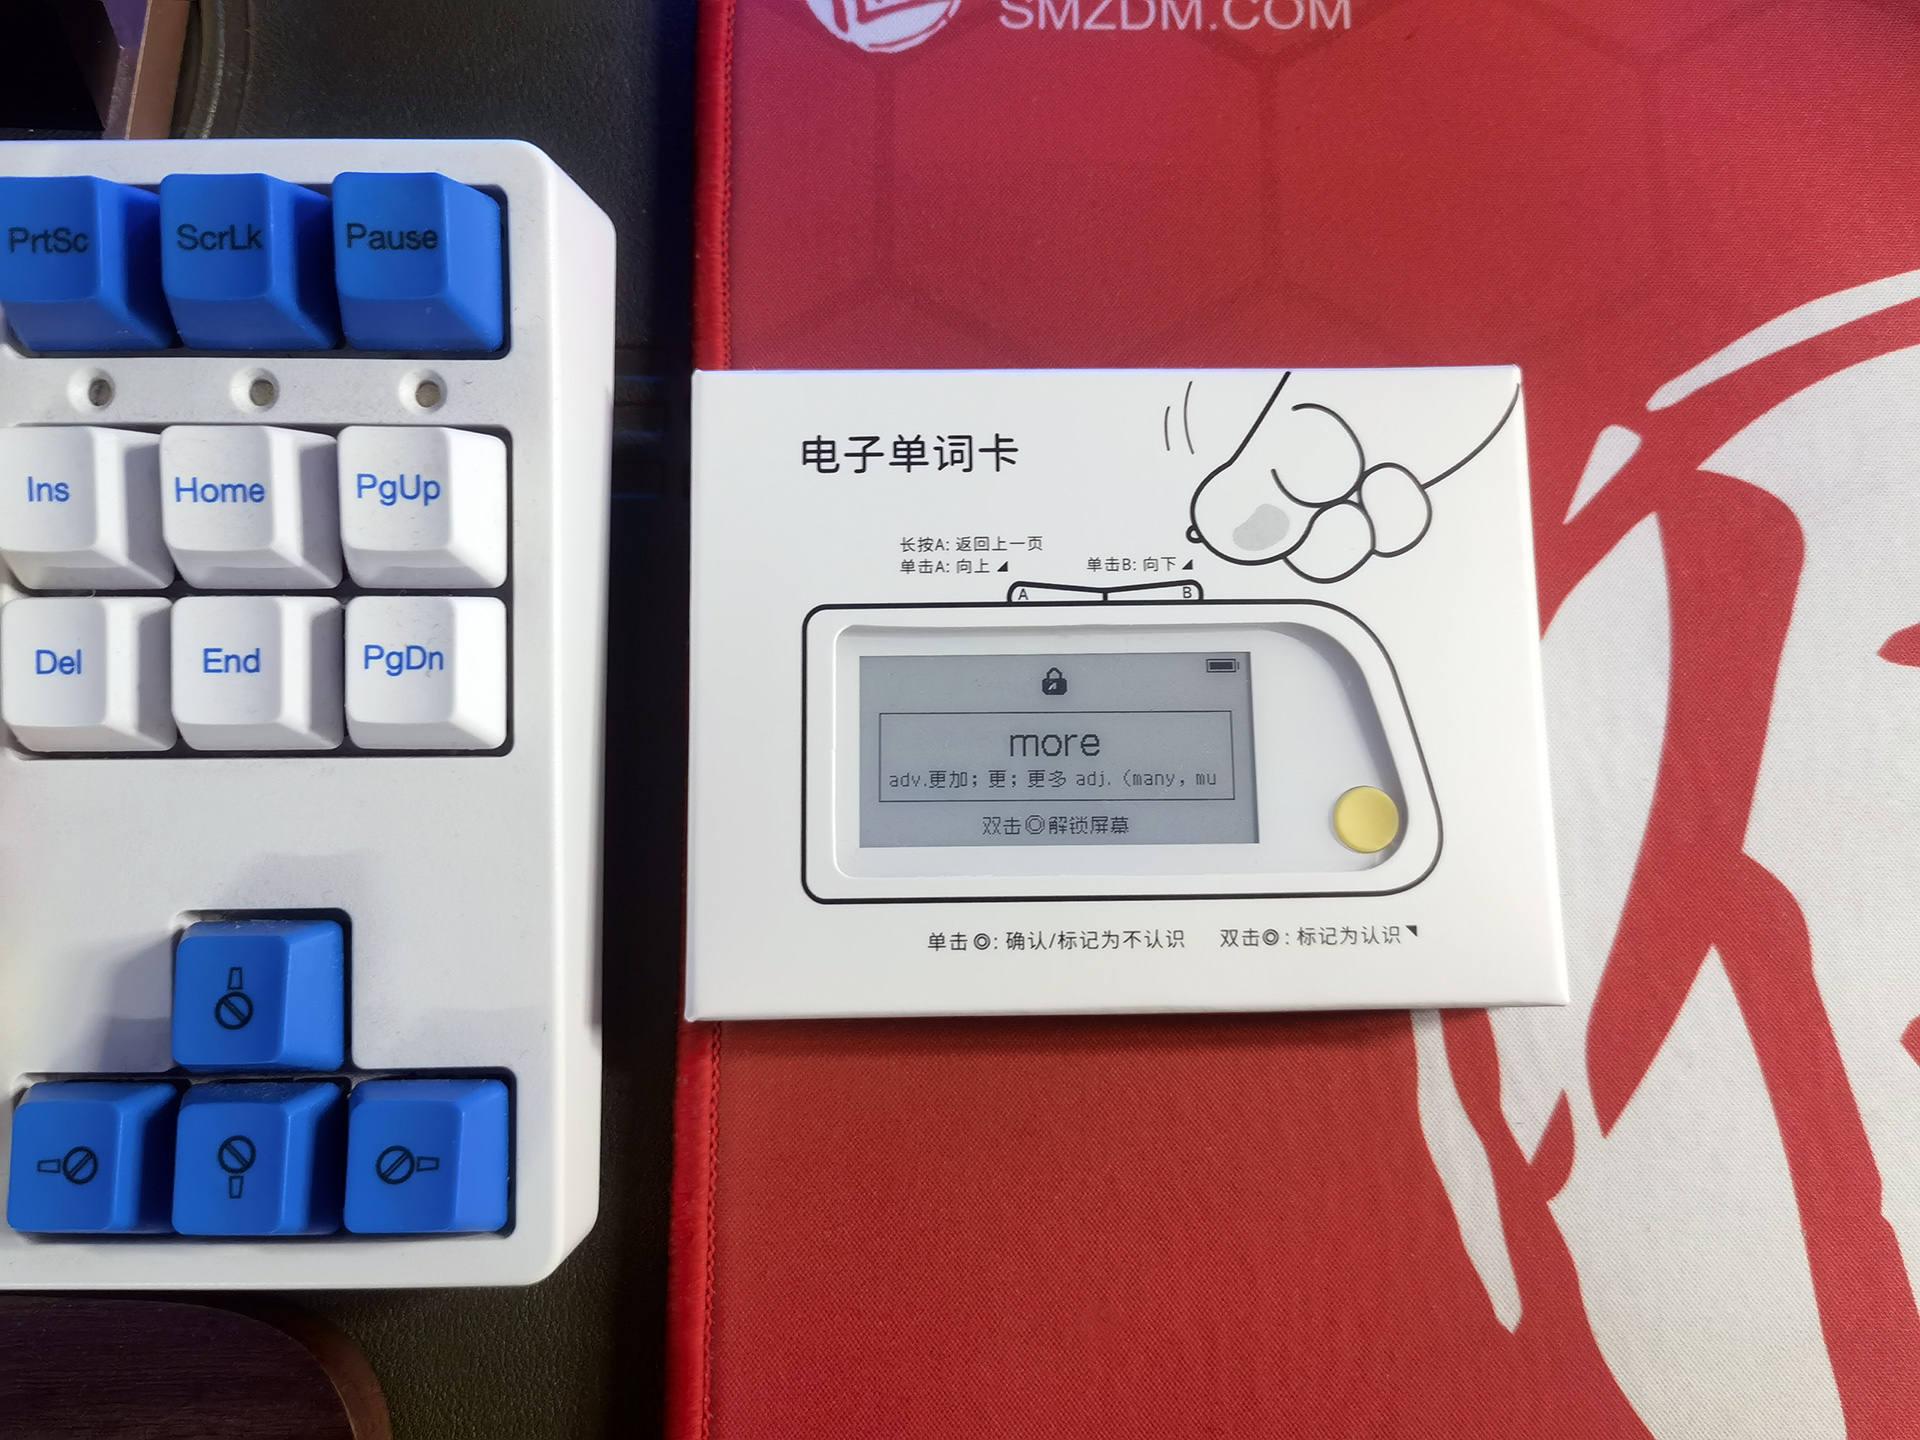 SMZDM.COM
PrtSc ScrLk Pause
Ins Home PgUp
Del End PgDn
电子单词卡
长按A: 返回上一页
单击A: 向上 单击B: 向下
A B
more
adv.更加；更；更多 adj.（many，mu
双击◎解锁屏幕
单击◎: 确认/标记为不认识 双击◎: 标记为认识